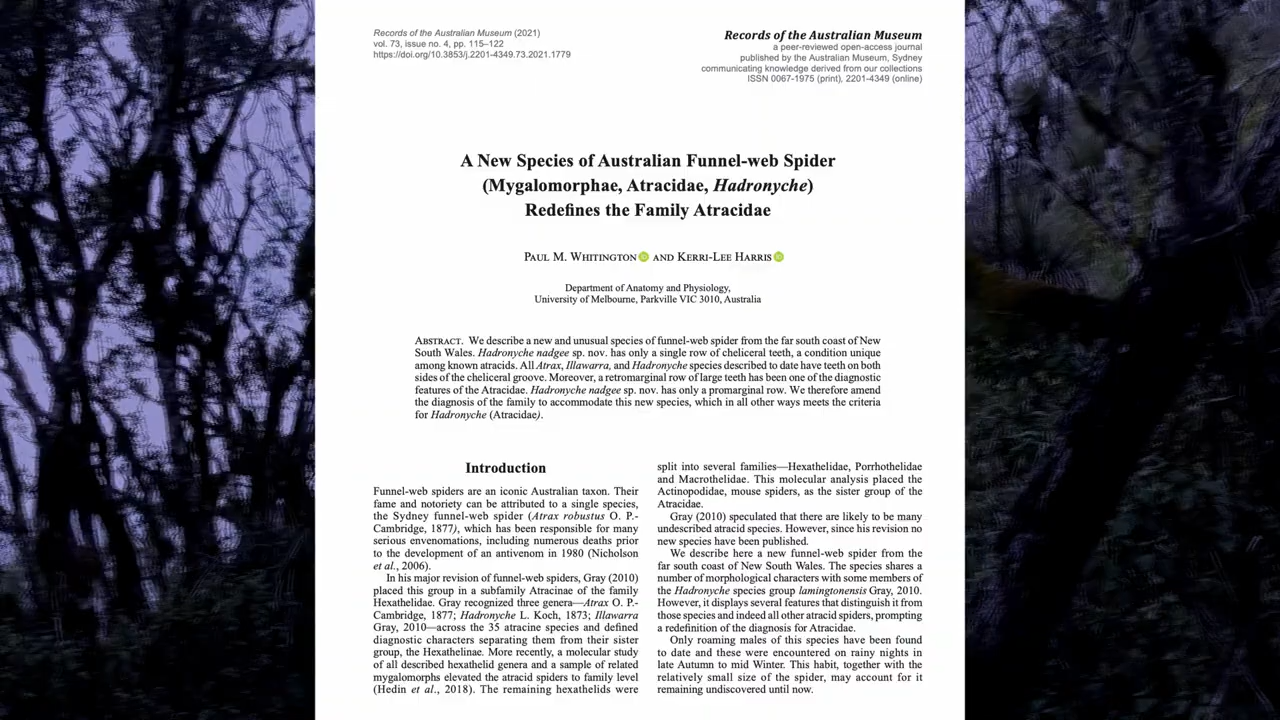 Records of the Australian Museum (2021)
vol. 73, issue no. 4, pp. 115–122
https://doi.org/10.3853/j.2201-4349.73.2021.1779
Records of the Australian Museum
a peer-reviewed open-access journal
published by the Australian Museum, Sydney
communicating knowledge derived from our collections
ISSN 0067-1975 (print), 2201-4349 (online)
A New Species of Australian Funnel-web Spider
(Mygalomorphae, Atracidae, Hadronyche)
Redefines the Family Atracidae
Paul M. Whitington iD and Kerri-Lee Harris iD
Department of Anatomy and Physiology,
University of Melbourne, Parkville VIC 3010, Australia
Abstract. We describe a new and unusual species of funnel-web spider from the far south coast of New
South Wales. Hadronyche nadgee sp. nov. has only a single row of cheliceral teeth, a condition unique
among known atracids. All Atrax, Illawarra, and Hadronyche species described to date have teeth on both
sides of the cheliceral groove. Moreover, a retromarginal row of large teeth has been one of the diagnostic
features of the Atracidae. Hadronyche nadgee sp. nov. has only a promarginal row. We therefore amend
the diagnosis of the family to accommodate this new species, which in all other ways meets the criteria
for Hadronyche (Atracidae).
Introduction
Funnel-web spiders are an iconic Australian taxon. Their
fame and notoriety can be attributed to a single species,
the Sydney funnel-web spider (Atrax robustus O. P.-
Cambridge, 1877), which has been responsible for many
serious envenomations, including numerous deaths prior
to the development of an antivenom in 1980 (Nicholson
et al., 2006).
In his major revision of funnel-web spiders, Gray (2010)
placed this group in a subfamily Atracinae of the family
Hexathelidae. Gray recognized three genera—Atrax O. P.-
Cambridge, 1877; Hadronyche L. Koch, 1873; Illawarra
Gray, 2010—across the 35 atracine species and defined
diagnostic characters separating them from their sister
group, the Hexathelinae. More recently, a molecular study
of all described hexathelid genera and a sample of related
mygalomorphs elevated the atracid spiders to family level
(Hedin et al., 2018). The remaining hexathelids were
split into several families—Hexathelidae, Porrhothelidae
and Macrothelidae. This molecular analysis placed the
Actinopodidae, mouse spiders, as the sister group of the
Atracidae.
Gray (2010) speculated that there are likely to be many
undescribed atracid species. However, since his revision no
new species have been published.
We describe here a new funnel-web spider from the
far south coast of New South Wales. The species shares a
number of morphological characters with some members of
the Hadronyche species group lamingtonensis Gray, 2010.
However, it displays several features that distinguish it from
those species and indeed all other atracid spiders, prompting
a redefinition of the diagnosis for Atracidae.
Only roaming males of this species have been found
to date and these were encountered on rainy nights in
late Autumn to mid Winter. This habit, together with the
relatively small size of the spider, may account for it
remaining undiscovered until now.